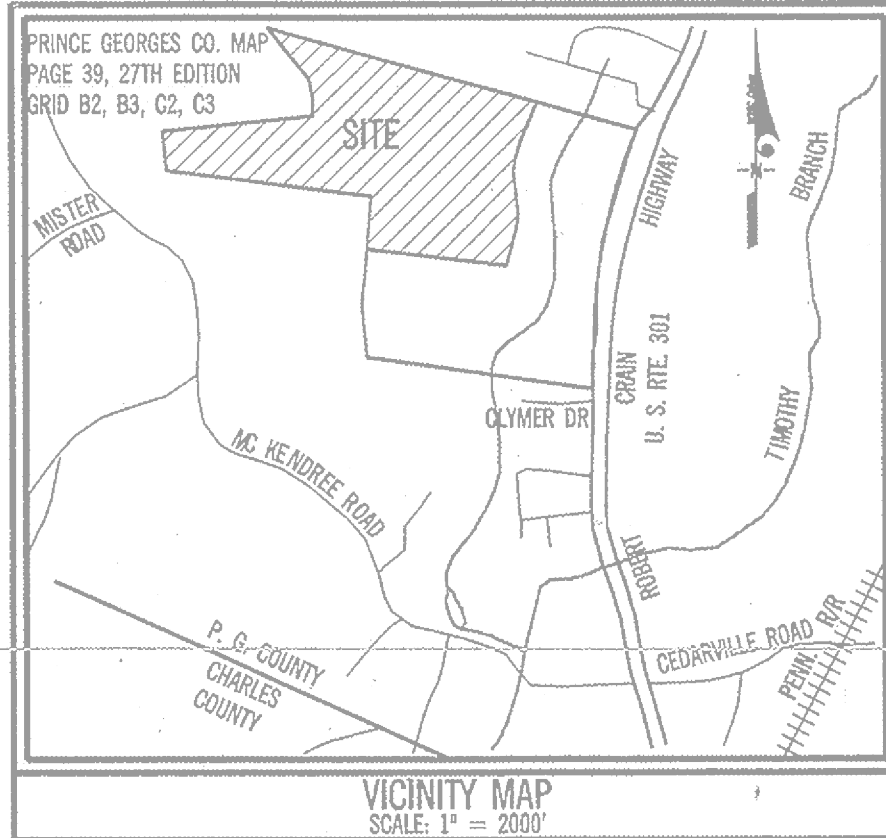 PRINCE GEORGES CO. MAP
PAGE 39, 27TH EDITION
GRID B2, B3, C2, C3
SITE
MISTER
ROAD
HIGHWAY
BRANCH
CRAIN
U. S. RTE. 301
CLYMER DR
TIMOTHY
MC KENDREE ROAD
ROBERT
P. G. COUNTY
CHARLES
COUNTY
CEDARVILLE ROAD
PENN. R/R
VICINITY MAP
SCALE: 1" = 2000'